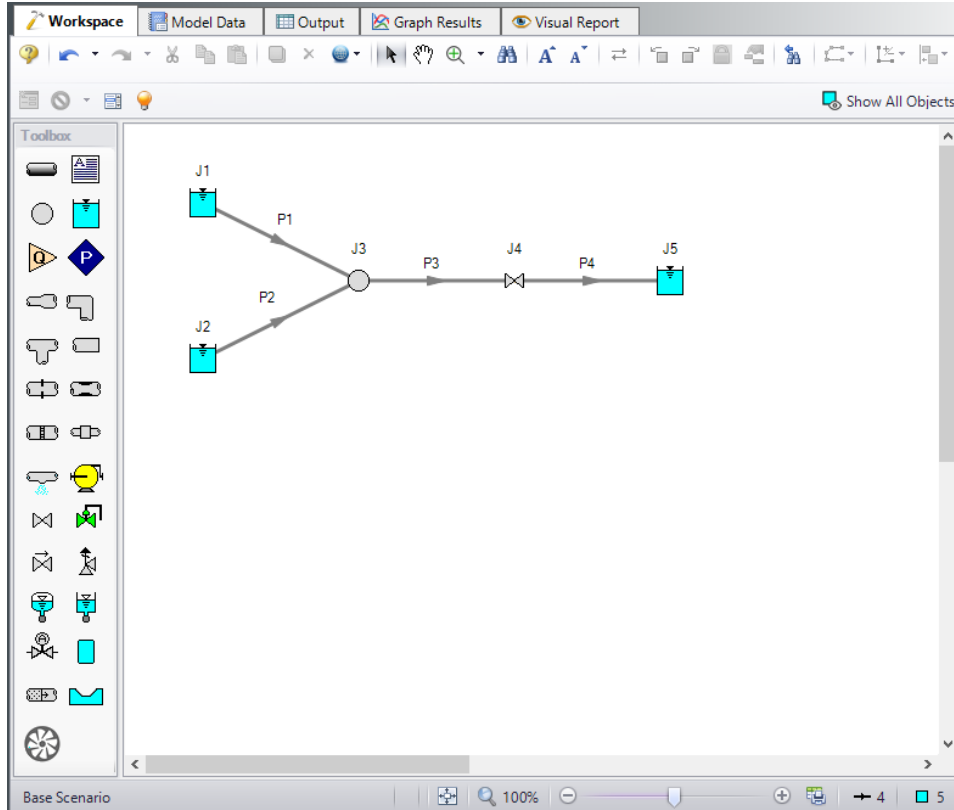 Workspace Model Data Output Graph Results Visual Report
A A
Show All Objects
Toolbox
A
Q P
J1
P1
J3 P3 J4 P4 J5
P2
J2
A
Base Scenario 100% 4 5